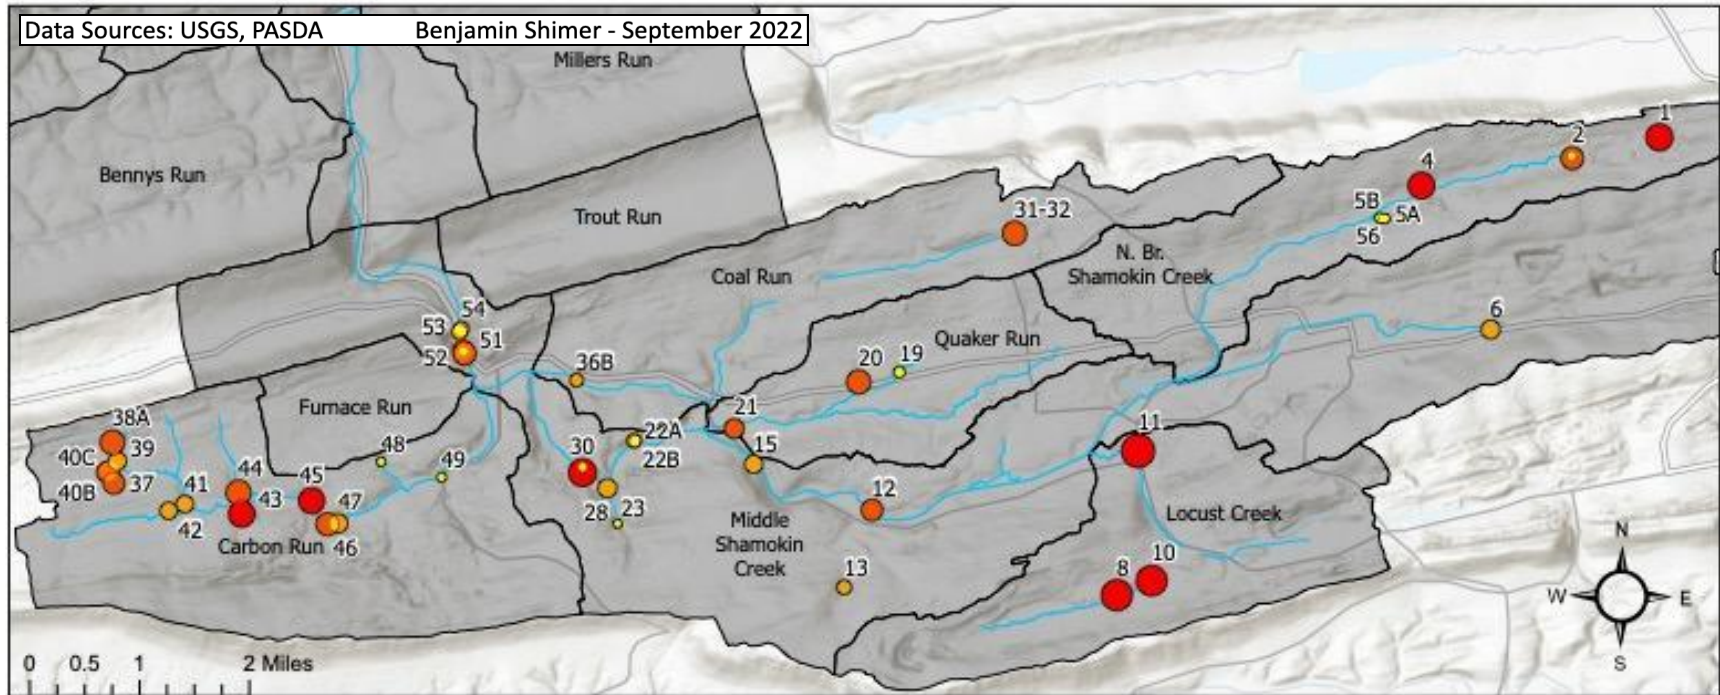 Data Sources: USGS, PASDA Benjamin Shimer - September 2022
Millers Run
Bennys Run
Trout Run
Coal Run
N. Br.
Shamokin Creek
Quaker Run
Furnace Run
Carbon Run
Middle
Shamokin
Creek
Locust Creek
1
2
4
5B
5A
56
6
31-32
54
53
51
52
36B
20
19
21
22A
22B
15
11
12
13
10
8
30
28
23
38A
39
40C
40B
37
41
42
44
43
45
47
46
48
49
N
W
E
S
0 0.5 1 2 Miles